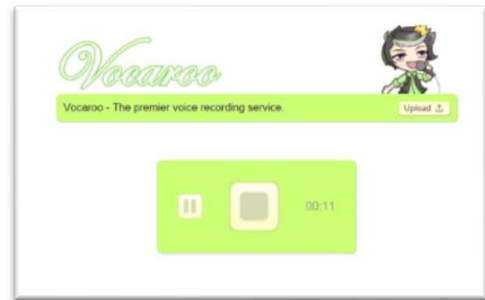 Vocaroo
Vocaroo - The premier voice recording service.
Upload
00:11